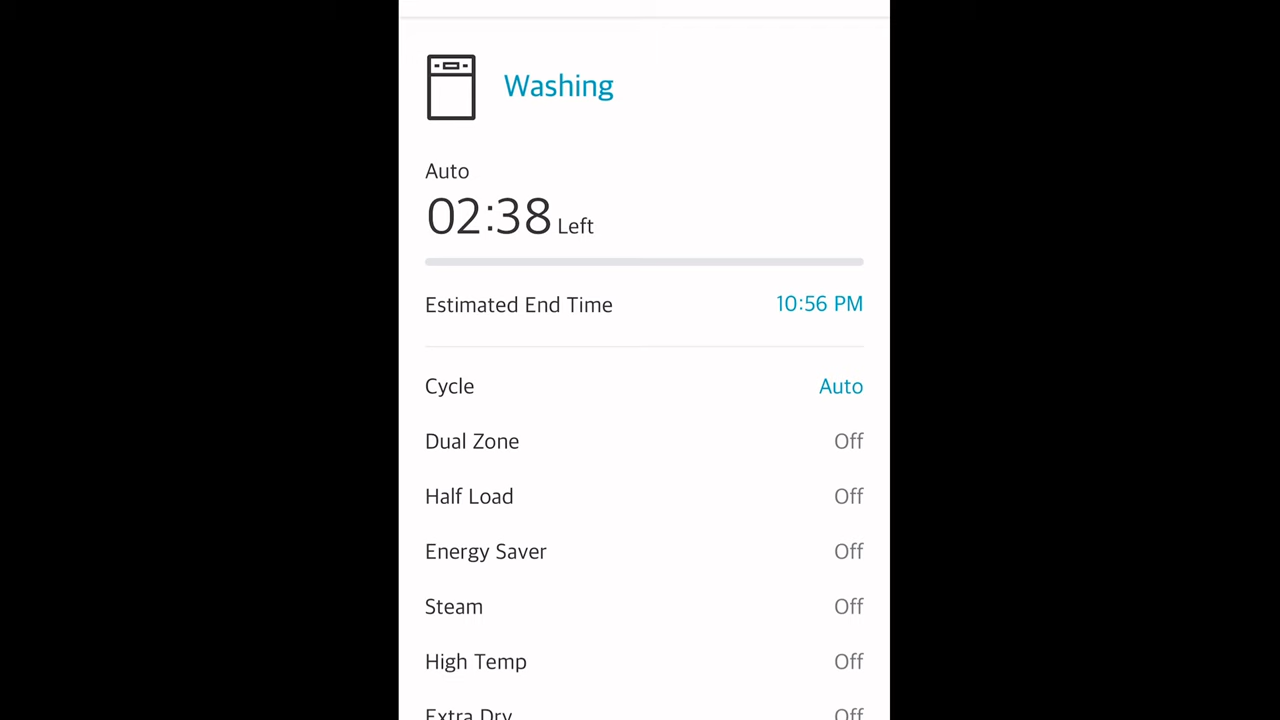 Washing
Auto
02:38 Left
Estimated End Time 10:56 PM
Cycle Auto
Dual Zone Off
Half Load Off
Energy Saver Off
Steam Off
High Temp Off
Extra Dry Off